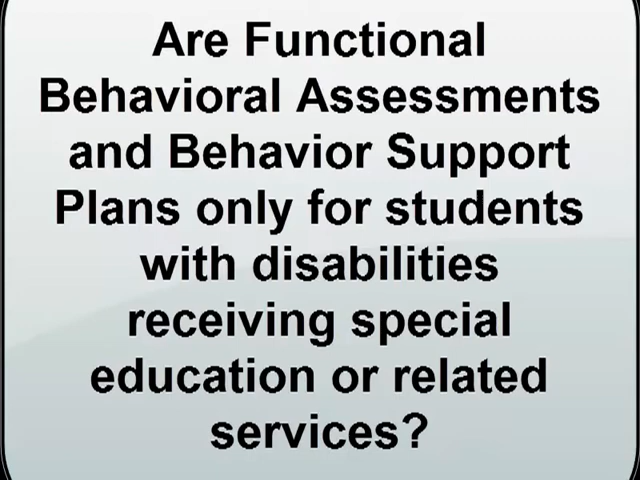 Are Functional
Behavioral Assessments
and Behavior Support
Plans only for students
with disabilities
receiving special
education or related
services?